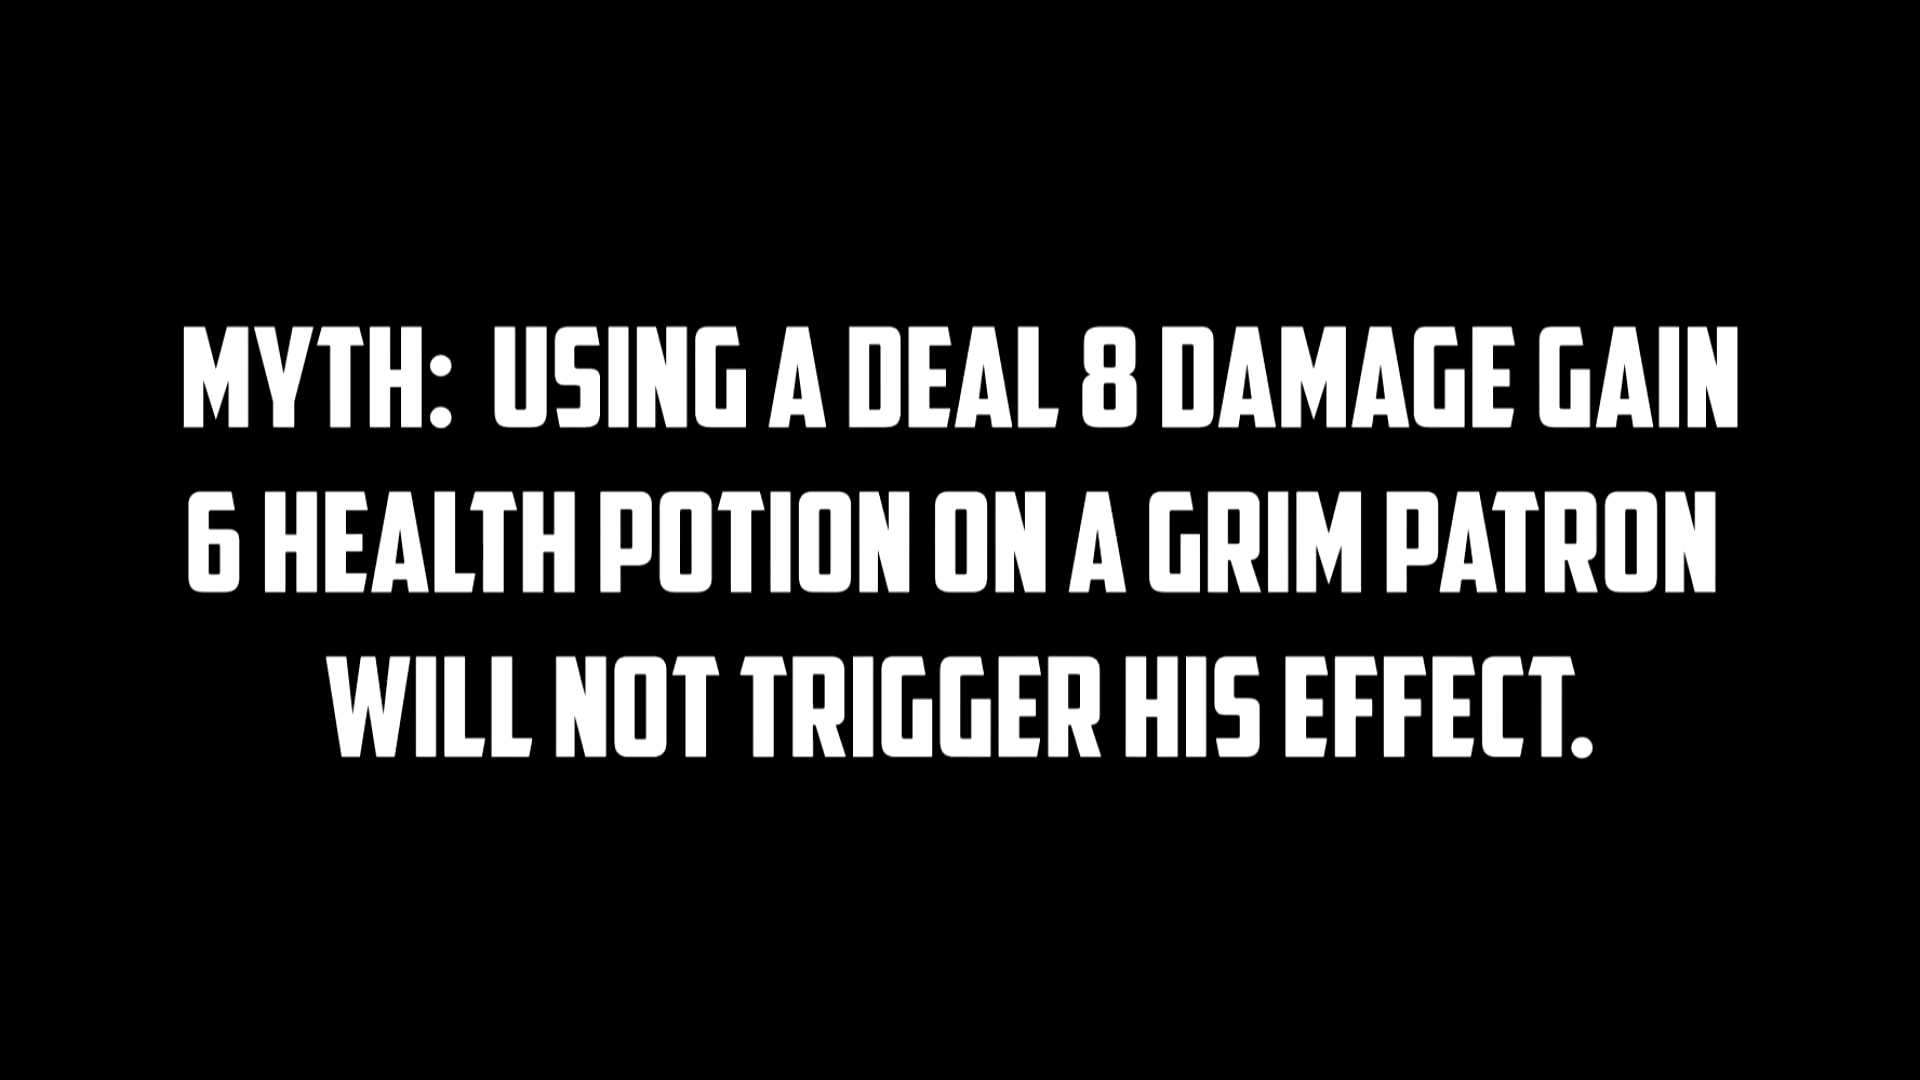 MYTH: USING A DEAL 8 DAMAGE GAIN
6 HEALTH POTION ON A GRIM PATRON
WILL NOT TRIGGER HIS EFFECT.